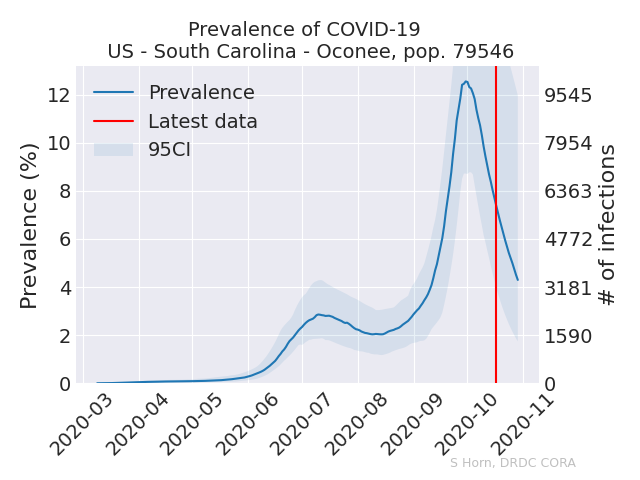 Prevalence of COVID-19
US - South Carolina - Oconee, pop. 79546
Prevalence
Latest data
95CI
Prevalence (%)
12
10
8
6
4
2
0
9545
7954
6363
4772
3181
1590
0
# of infections
2020-03
2020-04
2020-05
2020-06
2020-07
2020-08
2020-09
2020-10
2020-11
S Horn, DRDC CORA